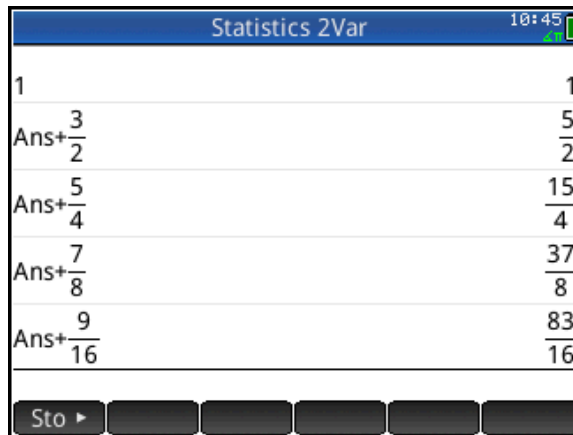 Statistics 2Var
10:45
∡π
1 1
Ans+3/2 5/2
Ans+5/4 15/4
Ans+7/8 37/8
Ans+9/16 83/16
Sto ►